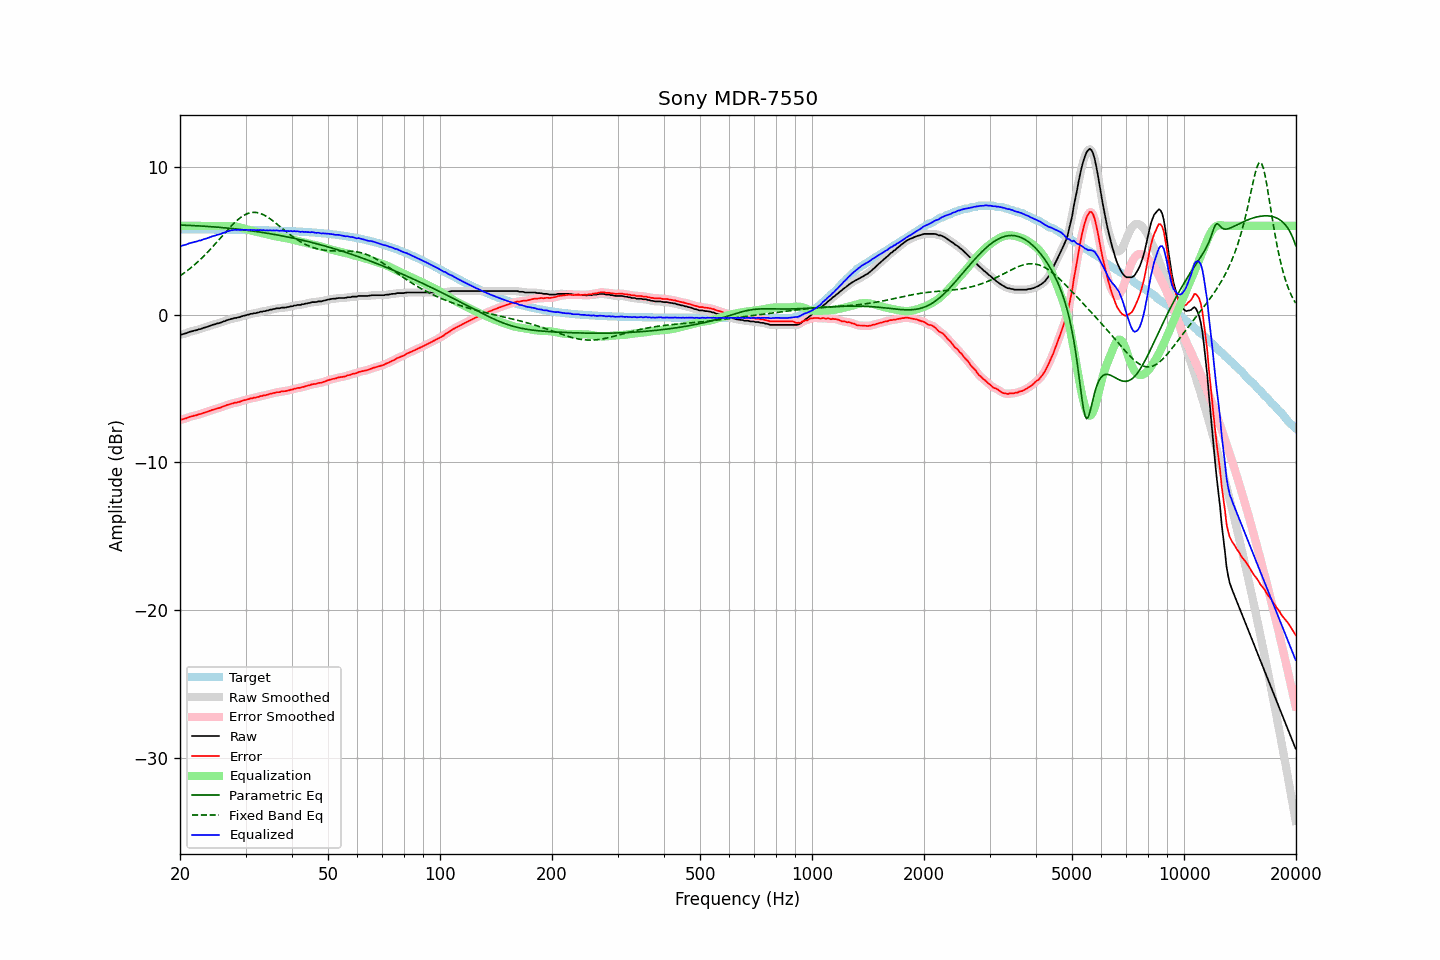 Sony MDR-7550
Amplitude (dBr)
10
0
−10
−20
−30
Target
Raw Smoothed
Error Smoothed
Raw
Error
Equalization
Parametric Eq
Fixed Band Eq
Equalized
20 50 100 200 500 1000 2000 5000 10000 20000
Frequency (Hz)